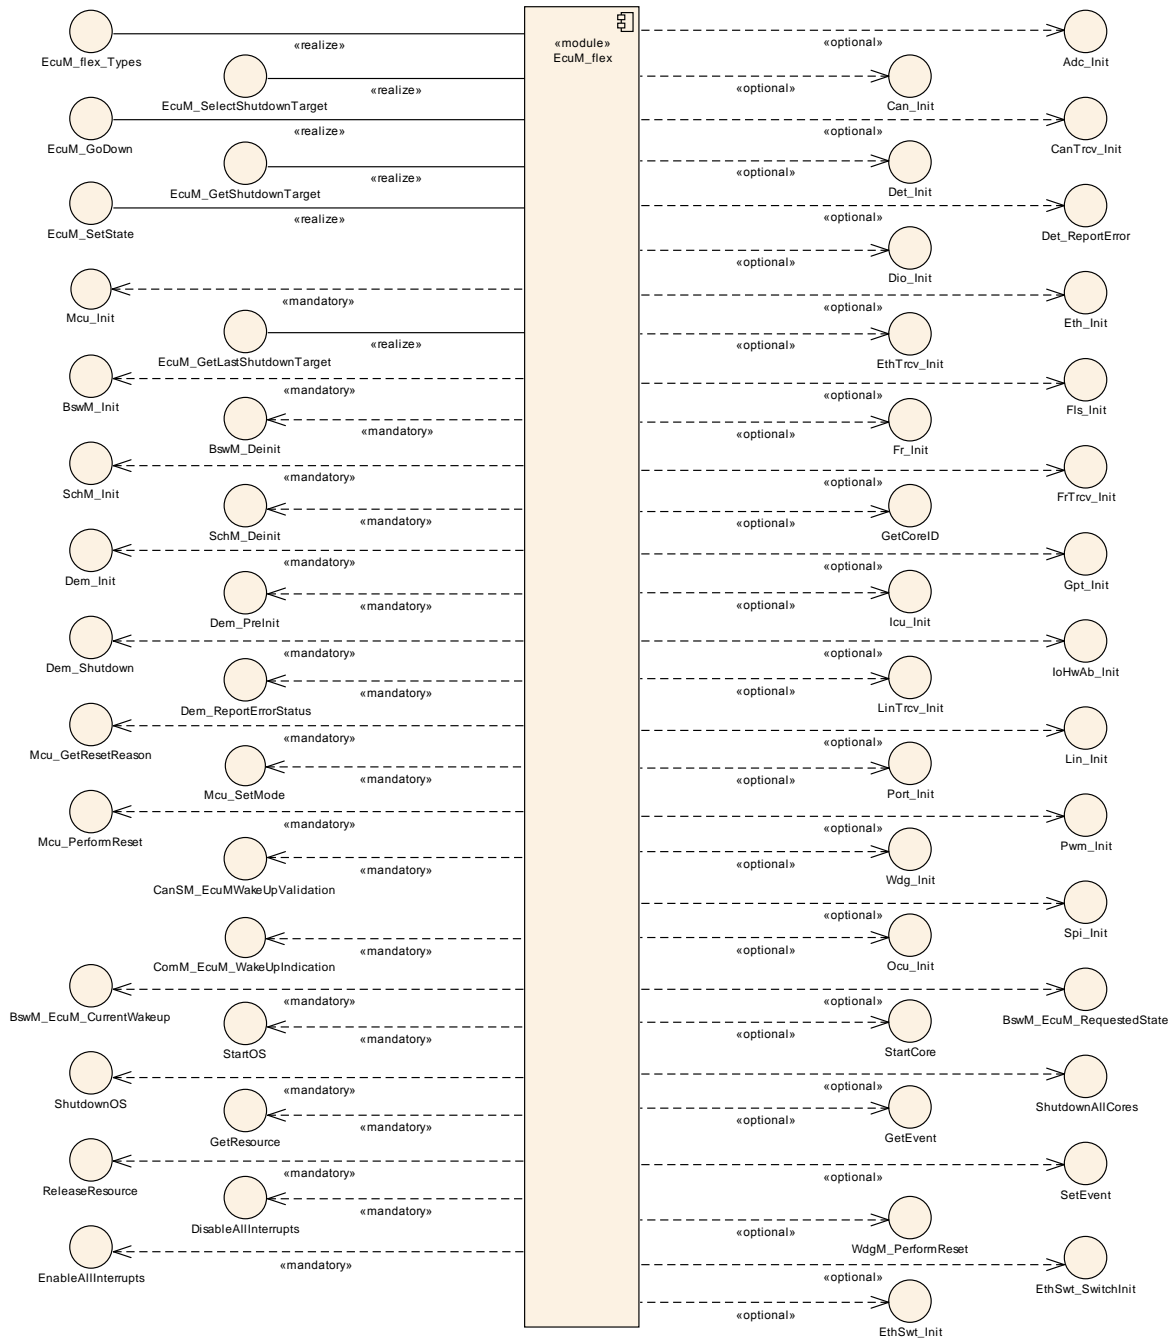 «module»
EcuM_flex
EcuM_flex_Types
«realize»
EcuM_SelectShutdownTarget
«realize»
EcuM_GoDown
«realize»
EcuM_GetShutdownTarget
«realize»
EcuM_SetState
«realize»
Mcu_Init
«mandatory»
EcuM_GetLastShutdownTarget
«realize»
BswM_Init
«mandatory»
BswM_Deinit
«mandatory»
SchM_Init
«mandatory»
SchM_Deinit
«mandatory»
Dem_Init
«mandatory»
Dem_PreInit
«mandatory»
Dem_Shutdown
«mandatory»
Dem_ReportErrorStatus
«mandatory»
Mcu_GetResetReason
«mandatory»
Mcu_SetMode
«mandatory»
Mcu_PerformReset
«mandatory»
CanSM_EcuMWakeUpValidation
«mandatory»
ComM_EcuM_WakeUpIndication
«mandatory»
BswM_EcuM_CurrentWakeup
«mandatory»
StartOS
«mandatory»
ShutdownOS
«mandatory»
GetResource
«mandatory»
ReleaseResource
«mandatory»
DisableAllInterrupts
«mandatory»
EnableAllInterrupts
«mandatory»
«optional»
Adc_Init
«optional»
Can_Init
«optional»
CanTrcv_Init
«optional»
Det_Init
«optional»
Det_ReportError
«optional»
Dio_Init
«optional»
Eth_Init
«optional»
EthTrcv_Init
«optional»
Fls_Init
«optional»
Fr_Init
«optional»
FrTrcv_Init
«optional»
GetCoreID
«optional»
Gpt_Init
«optional»
Icu_Init
«optional»
IoHwAb_Init
«optional»
LinTrcv_Init
«optional»
Lin_Init
«optional»
Port_Init
«optional»
Pwm_Init
«optional»
Wdg_Init
«optional»
Spi_Init
«optional»
Ocu_Init
«optional»
BswM_EcuM_RequestedState
«optional»
StartCore
«optional»
ShutdownAllCores
«optional»
GetEvent
«optional»
SetEvent
«optional»
WdgM_PerformReset
«optional»
EthSwt_SwitchInit
«optional»
EthSwt_Init